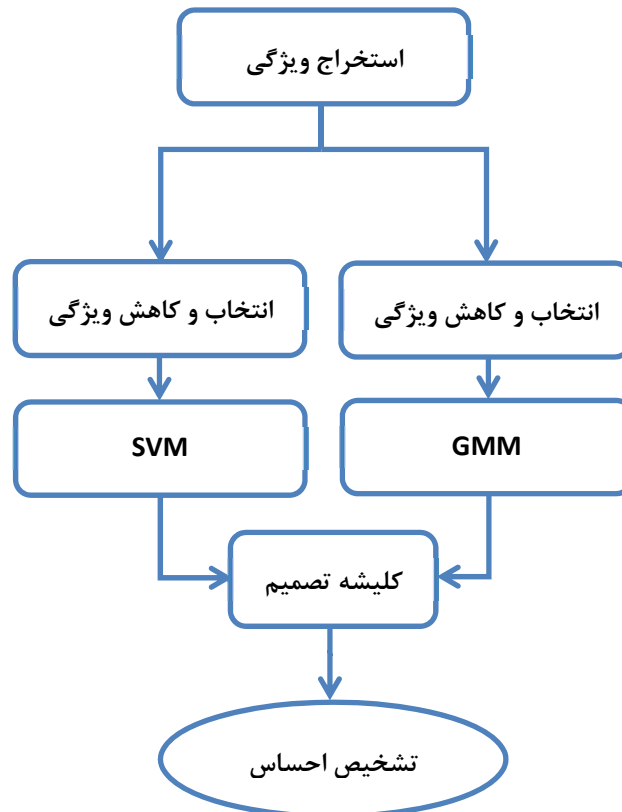 استخراج ویژگی
انتخاب و کاهش ویژگی
انتخاب و کاهش ویژگی
GMM
SVM
کلیشه تصمیم
تشخیص احساس